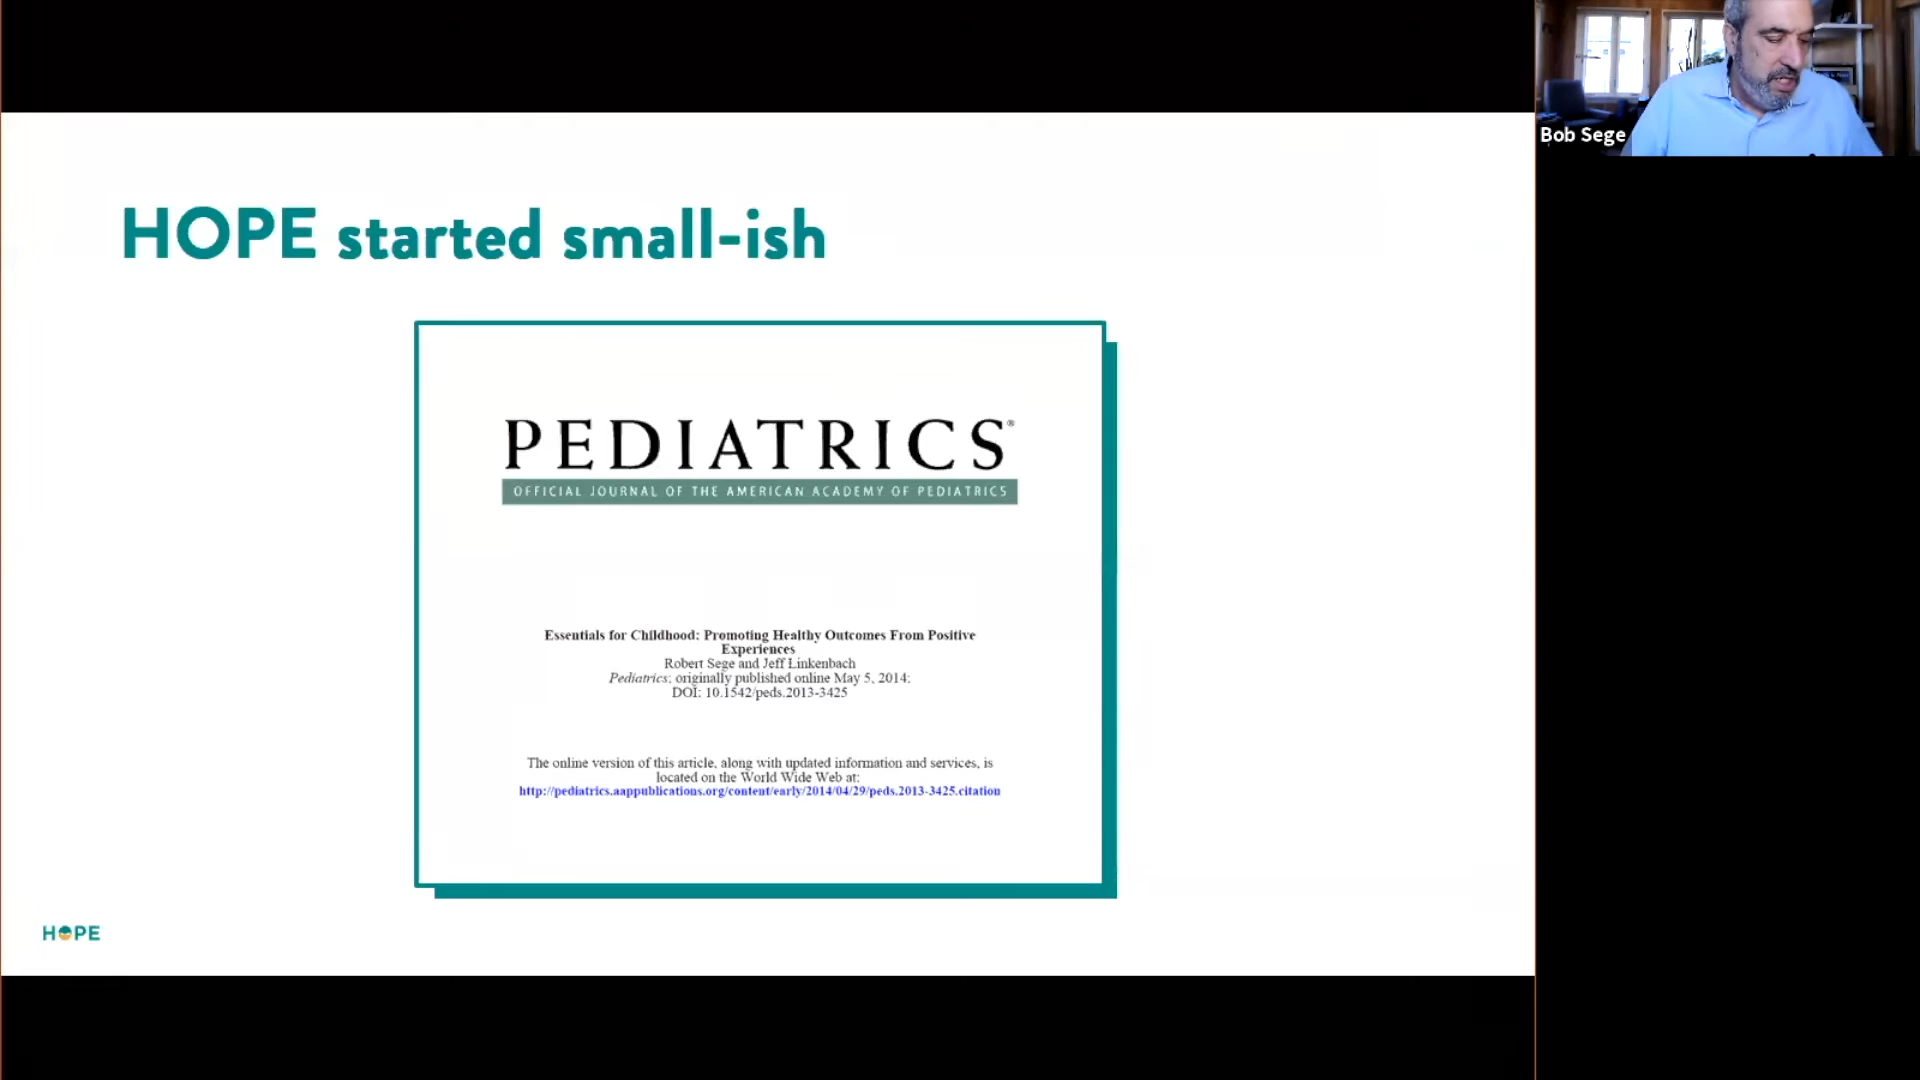 Bob Sege
HOPE started small-ish
PEDIATRICS®
OFFICIAL JOURNAL OF THE AMERICAN ACADEMY OF PEDIATRICS
Essentials for Childhood: Promoting Healthy Outcomes From Positive
Experiences
Robert Sege and Jeff Linkenbach
Pediatrics; originally published online May 5, 2014;
DOI: 10.1542/peds.2013-3425
The online version of this article, along with updated information and services, is
located on the World Wide Web at:
http://pediatrics.aappublications.org/content/early/2014/04/29/peds.2013-3425.citation
HOPE